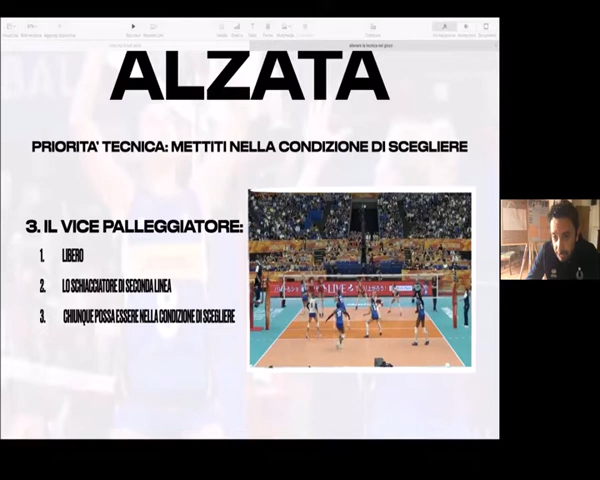 ALZATA
PRIORITA' TECNICA: METTITI NELLA CONDIZIONE DI SCEGLIERE
3. IL VICE PALLEGGIATORE:
1. LIBERO
2. LO SCHIACCIATORE DI SECONDA LINEA
3. CHIUNQUE POSSA ESSERE NELLA CONDIZIONE DI SCEGLIERE